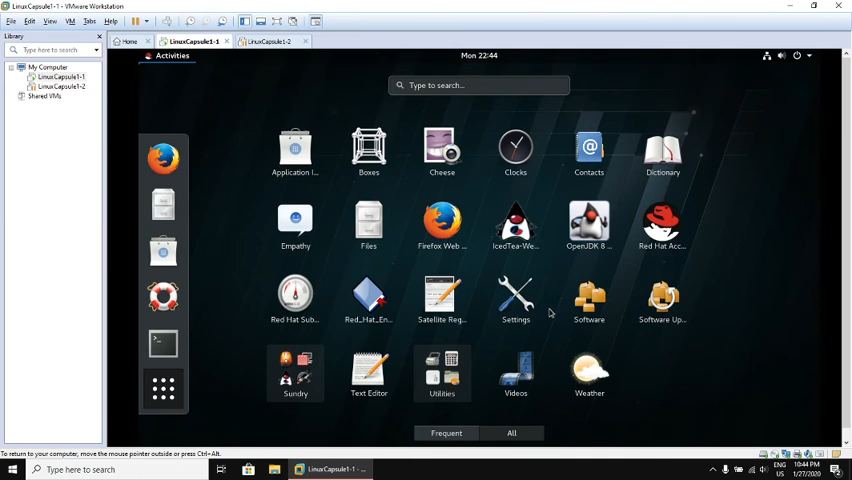 LinuxCapsule1-1 - VMware Workstation
File Edit View VM Tabs Help
Library
Type here to search
My Computer
LinuxCapsule1-1
LinuxCapsule1-2
Shared VMs
Home LinuxCapsule1-1 LinuxCapsule1-2
Activities Mon 22:44
Type to search...
Application I... Boxes Cheese Clocks Contacts Dictionary
Empathy Files Firefox Web ... IcedTea-We... OpenJDK 8 ... Red Hat Acc...
Red Hat Sub... Red_Hat_En... Satellite Reg... Settings Software Software Up...
Sundry Text Editor Utilities Videos Weather
Frequent All
To return to your computer, move the mouse pointer outside or press Ctrl+Alt.
Type here to search
LinuxCapsule1-1 - ...
ENG 10:44 PM
US 1/27/2020
2